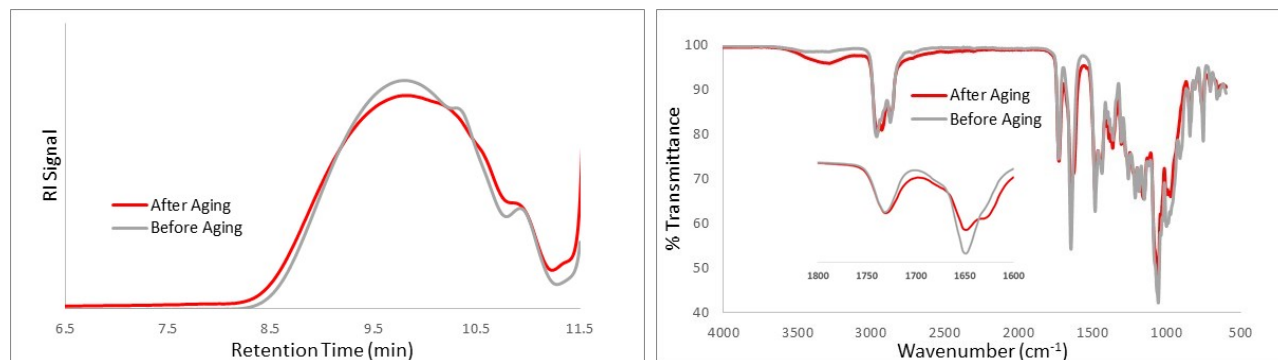 RI Signal
After Aging
Before Aging
6.5 7.5 8.5 9.5 10.5 11.5
Retention Time (min)
% Transmittance
100
90
80
70
60
50
40
After Aging
Before Aging
1800 1750 1700 1650 1600
4000 3500 3000 2500 2000 1500 1000 500
Wavenumber (cm⁻¹)